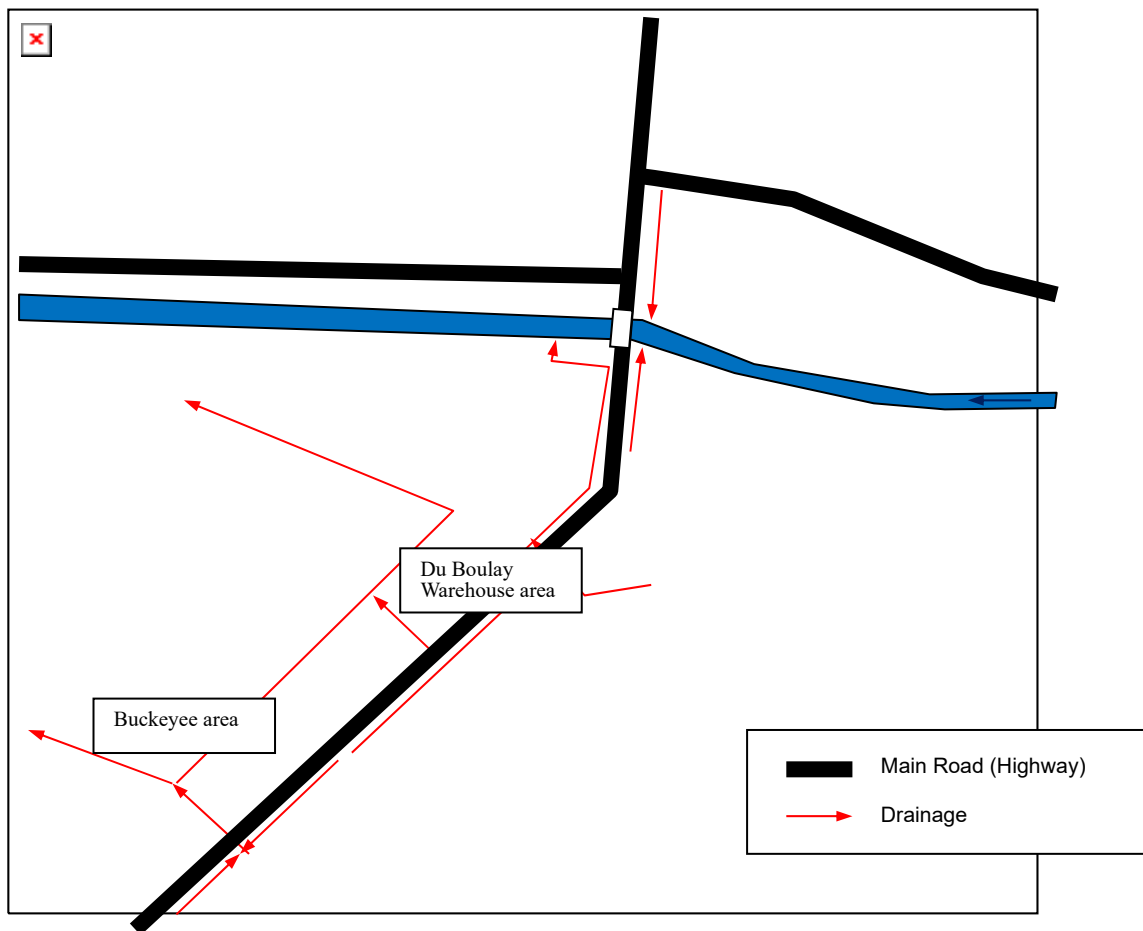 Du Boulay
Warehouse area
Buckeyee area
Main Road (Highway)
Drainage